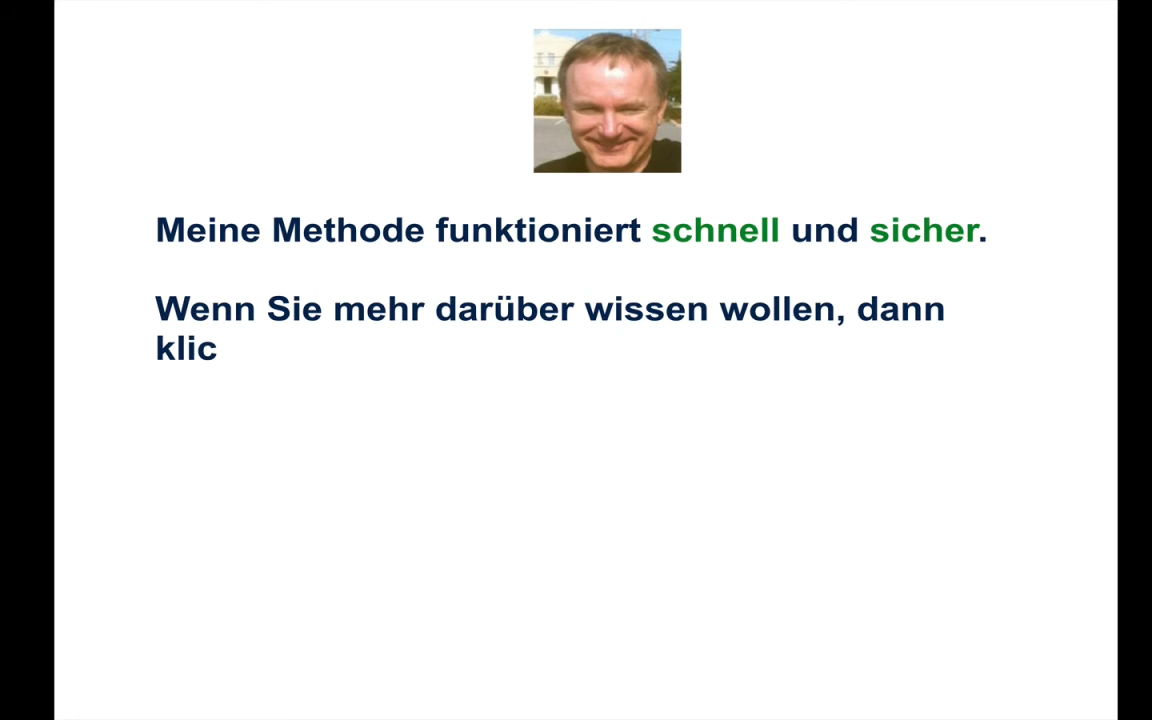 Meine Methode funktioniert schnell und sicher.
Wenn Sie mehr darüber wissen wollen, dann
klic